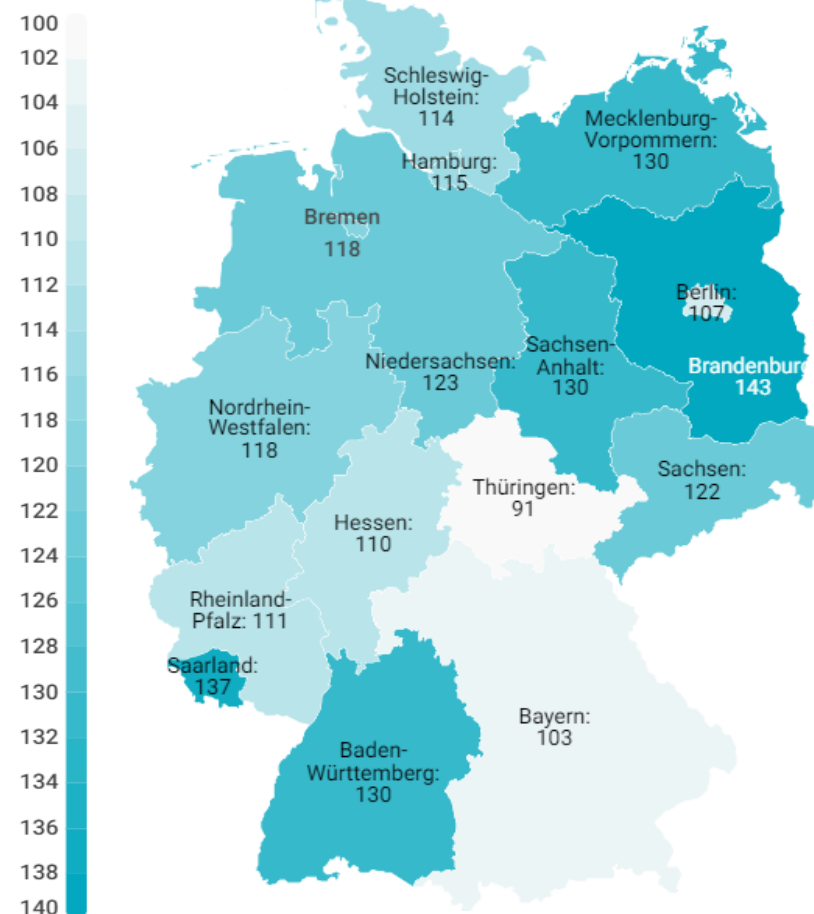 100
102
104
106
108
110
112
114
116
118
120
122
124
126
128
130
132
134
136
138
140
Schleswig-
Holstein:
114
Hamburg:
115
Mecklenburg-
Vorpommern:
130
Bremen
118
Berlin:
107
Brandenburg
143
Niedersachsen:
123
Sachsen-
Anhalt:
130
Nordrhein-
Westfalen:
118
Sachsen:
122
Thüringen:
91
Hessen:
110
Rheinland-
Pfalz: 111
Saarland:
137
Bayern:
103
Baden-
Württemberg:
130